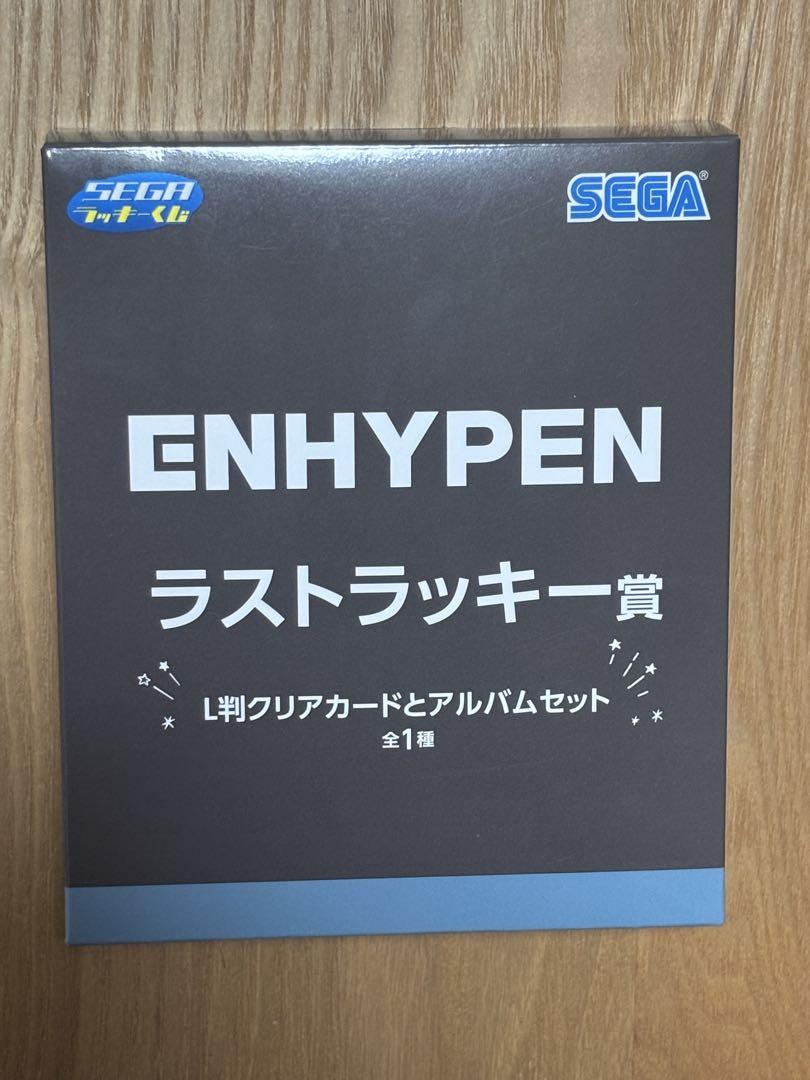 SEGA
ラッキーくじ
SEGA®
ENHYPEN
ラストラッキー賞
L判クリアカードとアルバムセット
全1種